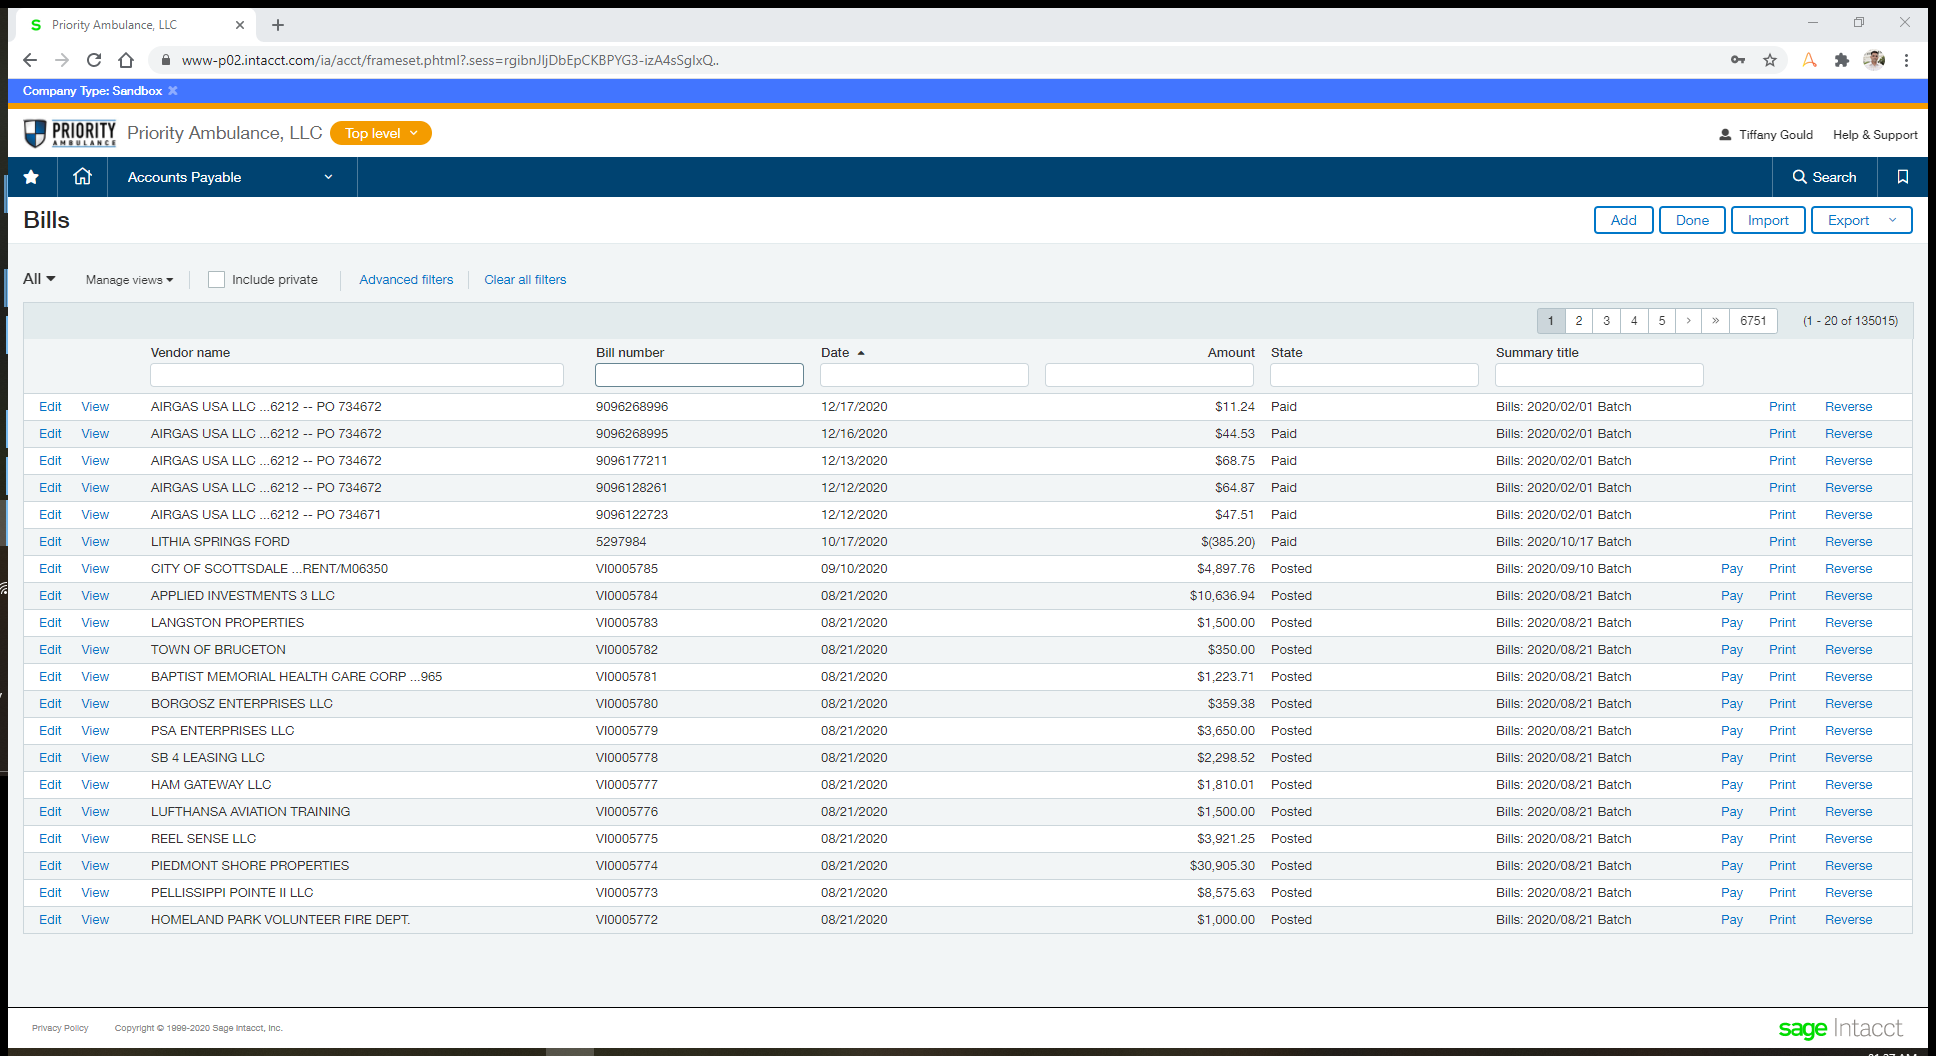 Priority Ambulance, LLC
www-p02.intacct.com/ia/acct/frameset.phtml?.sess=rgibnJIjDbEpCKBPYG3-izA4sSgIxQ..
Company Type: Sandbox
PRIORITY AMBULANCE Priority Ambulance, LLC Top level Tiffany Gould Help & Support
Accounts Payable Search
Bills Add Done Import Export
All Manage views Include private Advanced filters Clear all filters
1 2 3 4 5 › » 6751 (1 - 20 of 135015)
Vendor name Bill number Date Amount State Summary title
Edit View AIRGAS USA LLC ...6212 -- PO 734672 9096268996 12/17/2020 $11.24 Paid Bills: 2020/02/01 Batch Print Reverse
Edit View AIRGAS USA LLC ...6212 -- PO 734672 9096268995 12/16/2020 $44.53 Paid Bills: 2020/02/01 Batch Print Reverse
Edit View AIRGAS USA LLC ...6212 -- PO 734672 9096177211 12/13/2020 $68.75 Paid Bills: 2020/02/01 Batch Print Reverse
Edit View AIRGAS USA LLC ...6212 -- PO 734672 9096128261 12/12/2020 $64.87 Paid Bills: 2020/02/01 Batch Print Reverse
Edit View AIRGAS USA LLC ...6212 -- PO 734671 9096122723 12/12/2020 $47.51 Paid Bills: 2020/02/01 Batch Print Reverse
Edit View LITHIA SPRINGS FORD 5297984 10/17/2020 $(385.20) Paid Bills: 2020/10/17 Batch Print Reverse
Edit View CITY OF SCOTTSDALE ...RENT/M06350 VI0005785 09/10/2020 $4,897.76 Posted Bills: 2020/09/10 Batch Pay Print Reverse
Edit View APPLIED INVESTMENTS 3 LLC VI0005784 08/21/2020 $10,636.94 Posted Bills: 2020/08/21 Batch Pay Print Reverse
Edit View LANGSTON PROPERTIES VI0005783 08/21/2020 $1,500.00 Posted Bills: 2020/08/21 Batch Pay Print Reverse
Edit View TOWN OF BRUCETON VI0005782 08/21/2020 $350.00 Posted Bills: 2020/08/21 Batch Pay Print Reverse
Edit View BAPTIST MEMORIAL HEALTH CARE CORP ...965 VI0005781 08/21/2020 $1,223.71 Posted Bills: 2020/08/21 Batch Pay Print Reverse
Edit View BORGOSZ ENTERPRISES LLC VI0005780 08/21/2020 $359.38 Posted Bills: 2020/08/21 Batch Pay Print Reverse
Edit View PSA ENTERPRISES LLC VI0005779 08/21/2020 $3,650.00 Posted Bills: 2020/08/21 Batch Pay Print Reverse
Edit View SB 4 LEASING LLC VI0005778 08/21/2020 $2,298.52 Posted Bills: 2020/08/21 Batch Pay Print Reverse
Edit View HAM GATEWAY LLC VI0005777 08/21/2020 $1,810.01 Posted Bills: 2020/08/21 Batch Pay Print Reverse
Edit View LUFTHANSA AVIATION TRAINING VI0005776 08/21/2020 $1,500.00 Posted Bills: 2020/08/21 Batch Pay Print Reverse
Edit View REEL SENSE LLC VI0005775 08/21/2020 $3,921.25 Posted Bills: 2020/08/21 Batch Pay Print Reverse
Edit View PIEDMONT SHORE PROPERTIES VI0005774 08/21/2020 $30,905.30 Posted Bills: 2020/08/21 Batch Pay Print Reverse
Edit View PELLISSIPPI POINTE II LLC VI0005773 08/21/2020 $8,575.63 Posted Bills: 2020/08/21 Batch Pay Print Reverse
Edit View HOMELAND PARK VOLUNTEER FIRE DEPT. VI0005772 08/21/2020 $1,000.00 Posted Bills: 2020/08/21 Batch Pay Print Reverse
Privacy Policy Copyright © 1999-2020 Sage Intacct, Inc. sage Intacct